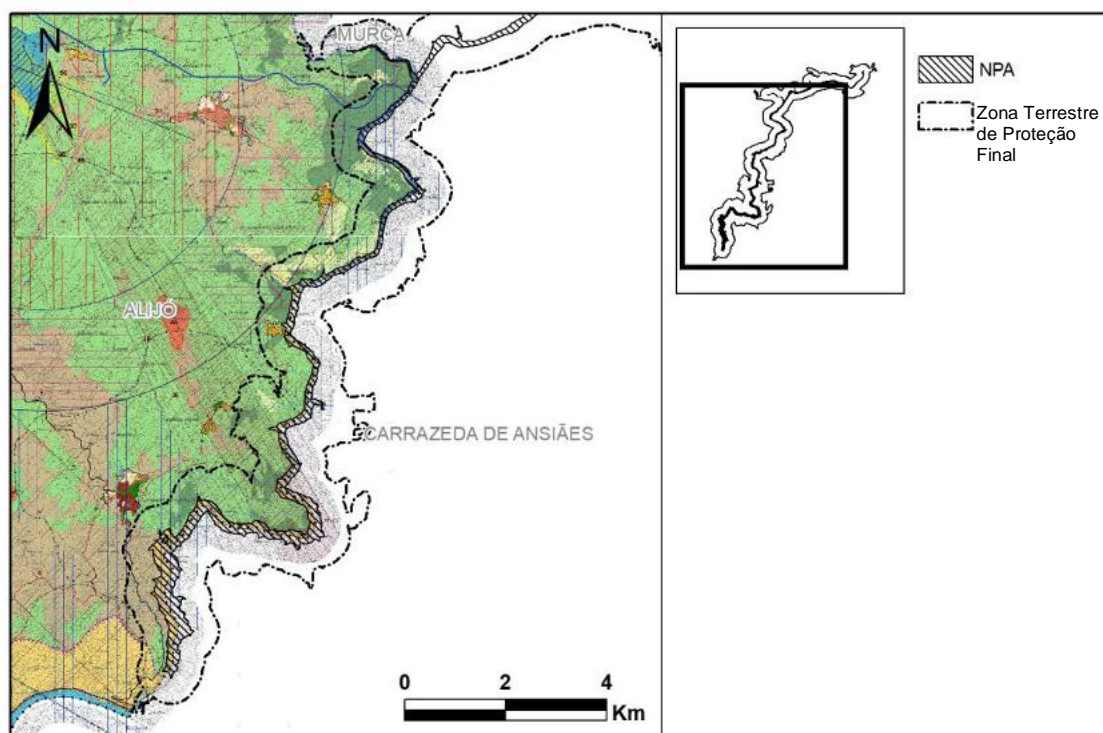 MURÇA
N
ALIJÓ
CARRAZEDA DE ANSIÃES
0 2 4
Km
NPA
Zona Terrestre
de Proteção
Final